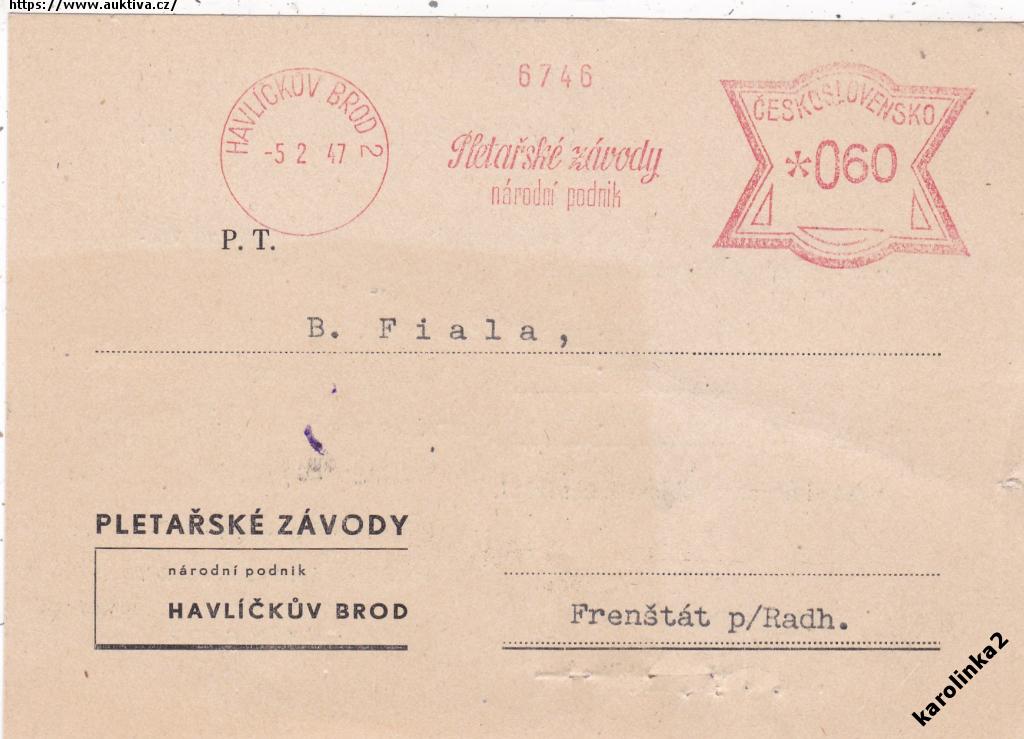 https://www.auktiva.cz/
6746
HAVLÍČKŮV BROD 2
-5 2 47
Pletařské závody
národní podnik
ČESKOSLOVENSKO
*060
P. T.
B. Fiala,
PLETAŘSKÉ ZÁVODY
národní podnik
HAVLÍČKŮV BROD
Frenštát p/Radh.
karolinka2